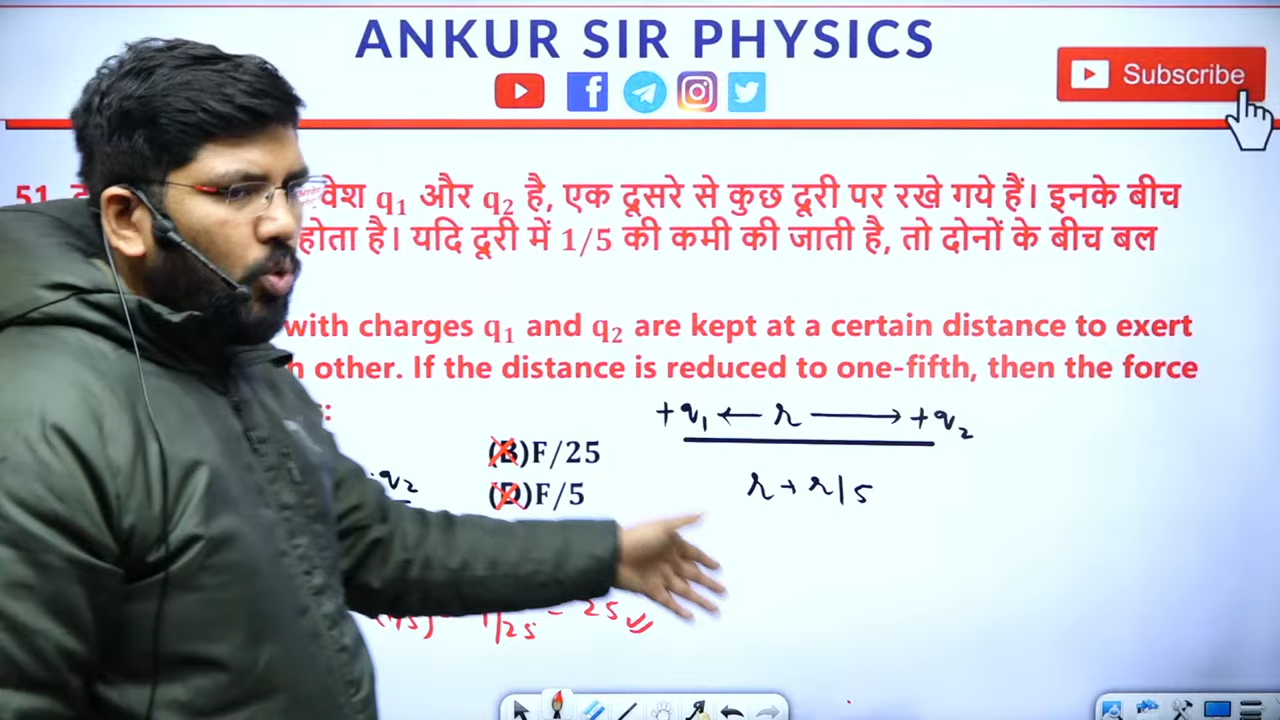 ANKUR SIR PHYSICS
Subscribe
51. वेश q₁ और q₂ है, एक दूसरे से कुछ दूरी पर रखे गये हैं। इनके बीच
होता है। यदि दूरी में 1/5 की कमी की जाती है, तो दोनों के बीच बल
with charges q₁ and q₂ are kept at a certain distance to exert
other. If the distance is reduced to one-fifth, then the force
+q₁ ← r → +q₂
(B)F/25
q₂
r + r/5
(D)F/5
1/25 = 25